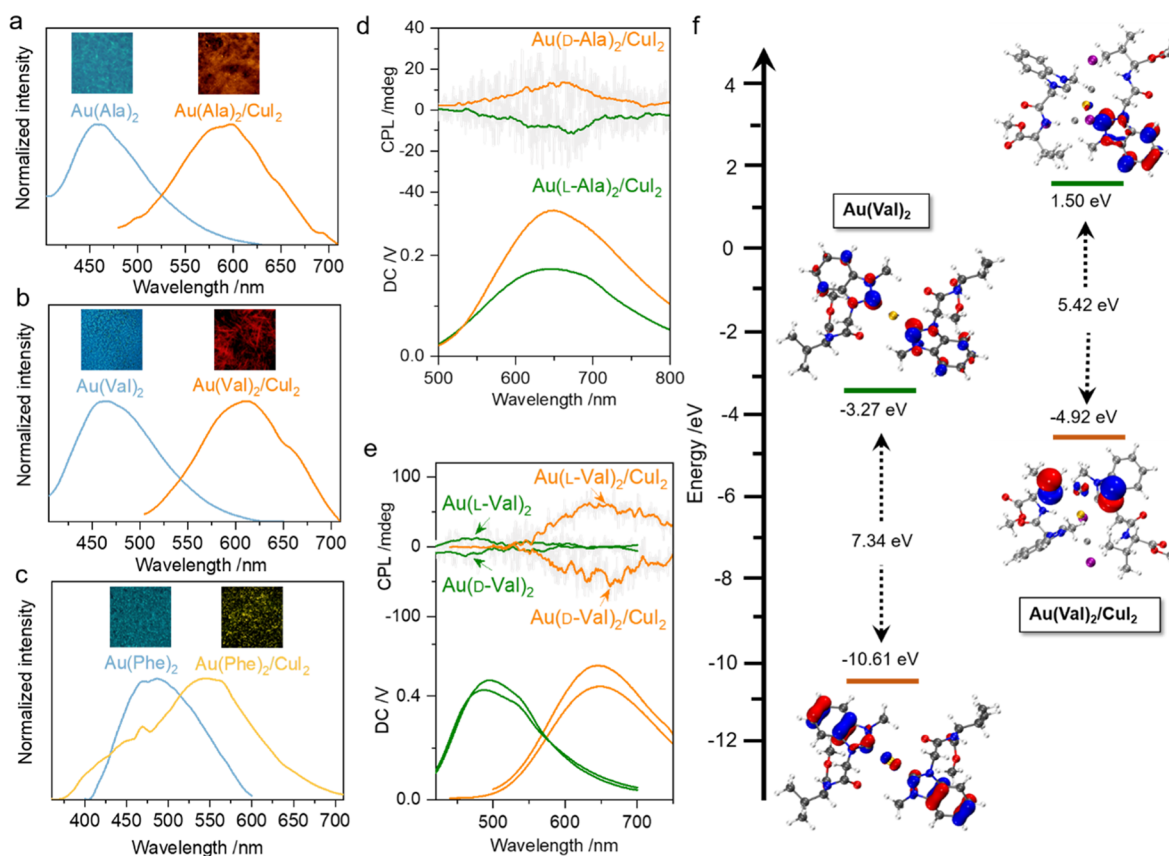 a
Normalized intensity
Au(Ala)₂
Au(Ala)₂/CuI₂
450 500 550 600 650 700
Wavelength /nm
b
Normalized intensity
Au(Val)₂
Au(Val)₂/CuI₂
450 500 550 600 650 700
Wavelength /nm
c
Normalized intensity
Au(Phe)₂
Au(Phe)₂/CuI₂
400 450 500 550 600 650 700
350
Wavelength /nm
d
CPL /mdeg
40
20
0
-20
-40
Au(D-Ala)₂/CuI₂
Au(L-Ala)₂/CuI₂
DC /V
0.2
0.0
500 600 700 800
Wavelength /nm
e
CPL /mdeg
100
0
-100
Au(L-Val)₂/CuI₂
Au(L-Val)₂
Au(D-Val)₂
Au(D-Val)₂/CuI₂
DC /V
0.4
0.0
500 600 700
Wavelength /nm
f
Energy /eV
4
2
0
-2
-4
-6
-8
-10
-12
Au(Val)₂
-3.27 eV
7.34 eV
-10.61 eV
1.50 eV
5.42 eV
-4.92 eV
Au(Val)₂/CuI₂